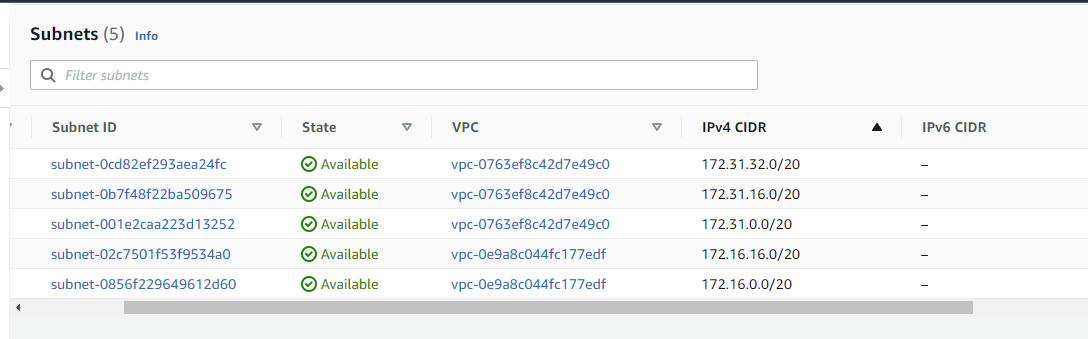 Subnets (5) Info
Filter subnets
Subnet ID State VPC IPv4 CIDR IPv6 CIDR
subnet-0cd82ef293aea24fc Available vpc-0763ef8c42d7e49c0 172.31.32.0/20 –
subnet-0b7f48f22ba509675 Available vpc-0763ef8c42d7e49c0 172.31.16.0/20 –
subnet-001e2caa223d13252 Available vpc-0763ef8c42d7e49c0 172.31.0.0/20 –
subnet-02c7501f53f9534a0 Available vpc-0e9a8c044fc177edf 172.16.16.0/20 –
subnet-0856f229649612d60 Available vpc-0e9a8c044fc177edf 172.16.0.0/20 –